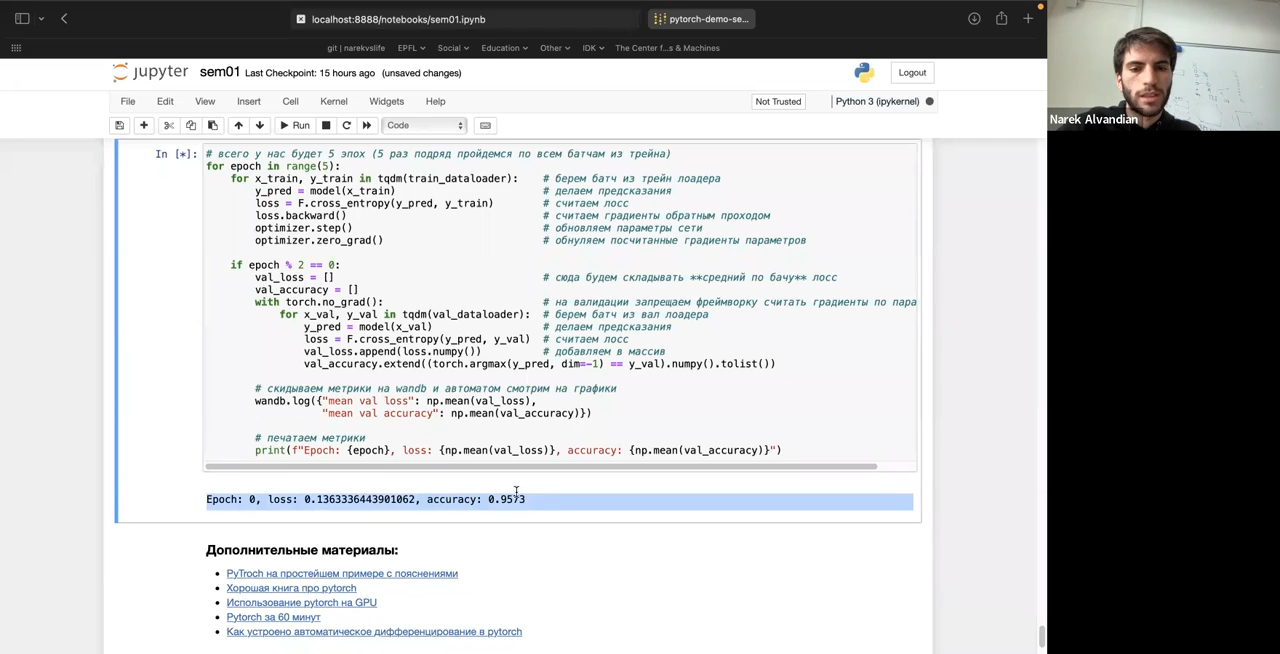 localhost:8888/notebooks/sem01.ipynb
pytorch-demo-se...
git | narekvslife EPFL Social Education Other IDK The Center f...s & Machines
jupyter sem01 Last Checkpoint: 15 hours ago (unsaved changes)
Logout
File Edit View Insert Cell Kernel Widgets Help
Not Trusted
Python 3 (ipykernel)
Run
Code
In [*]:
# всего у нас будет 5 эпох (5 раз подряд пройдемся по всем батчам из трейна)
for epoch in range(5):
for x_train, y_train in tqdm(train_dataloader): # берем батч из трейн лоадера
y_pred = model(x_train) # делаем предсказания
loss = F.cross_entropy(y_pred, y_train) # считаем лосс
loss.backward() # считаем градиенты обратным проходом
optimizer.step() # обновляем параметры сети
optimizer.zero_grad() # обнуляем посчитанные градиенты параметров
if epoch % 2 == 0:
val_loss = [] # сюда будем складывать **средний по бачу** лосс
val_accuracy = []
with torch.no_grad(): # на валидации запрещаем фреймворку считать градиенты по пара
for x_val, y_val in tqdm(val_dataloader): # берем батч из вал лоадера
y_pred = model(x_val) # делаем предсказания
loss = F.cross_entropy(y_pred, y_val) # считаем лосс
val_loss.append(loss.numpy()) # добавляем в массив
val_accuracy.extend((torch.argmax(y_pred, dim=-1) == y_val).numpy().tolist())
# скидываем метрики на wandb и автоматом смотрим на графики
wandb.log({"mean val loss": np.mean(val_loss),
"mean val accuracy": np.mean(val_accuracy)})
# печатаем метрики
print(f"Epoch: {epoch}, loss: {np.mean(val_loss)}, accuracy: {np.mean(val_accuracy)}")
Epoch: 0, loss: 0.1363336443901062, accuracy: 0.9573
Дополнительные материалы:
PyTroch на простейшем примере с пояснениями
Хорошая книга про pytorch
Использование pytorch на GPU
Pytorch за 60 минут
Как устроено автоматическое дифференцирование в pytorch
Narek Alvandian